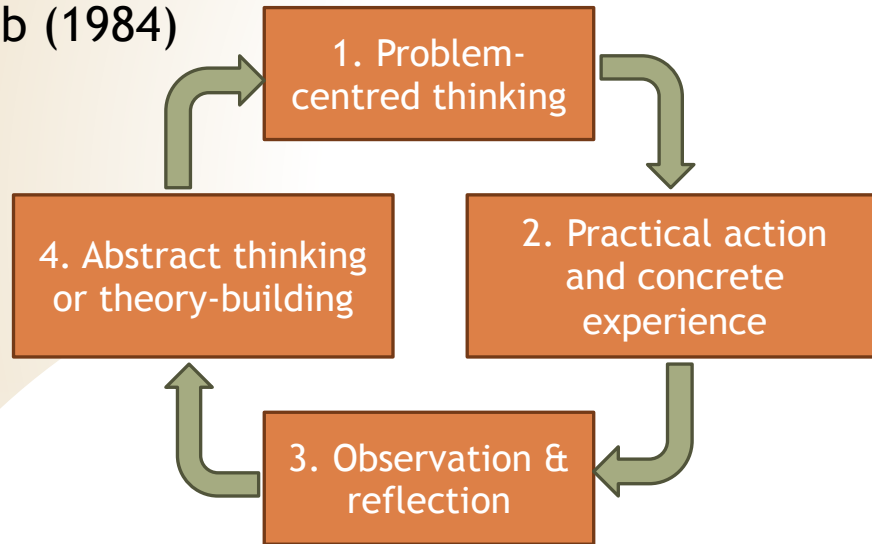 b (1984)
1. Problem-
centred thinking
2. Practical action
and concrete
experience
3. Observation &
reflection
4. Abstract thinking
or theory-building